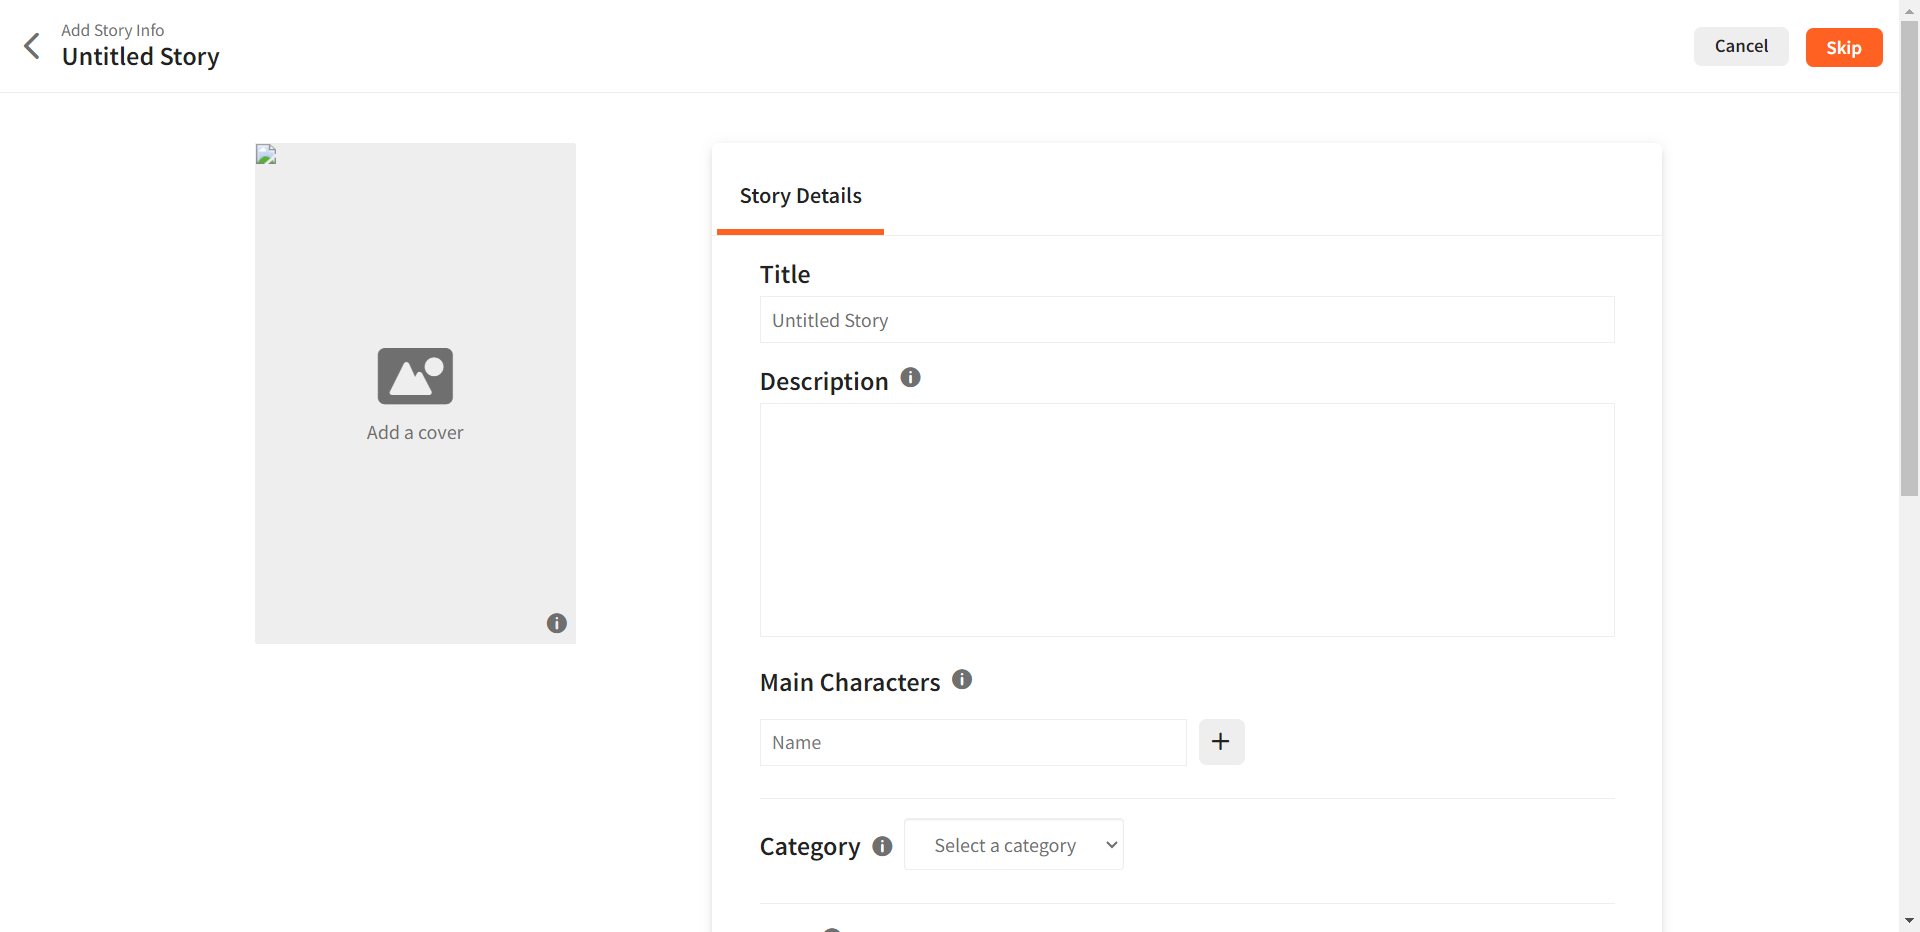 Add Story Info
Untitled Story
Cancel
Skip
Add a cover
Story Details
Title
Untitled Story
Description
Main Characters
Name
Category
Select a category